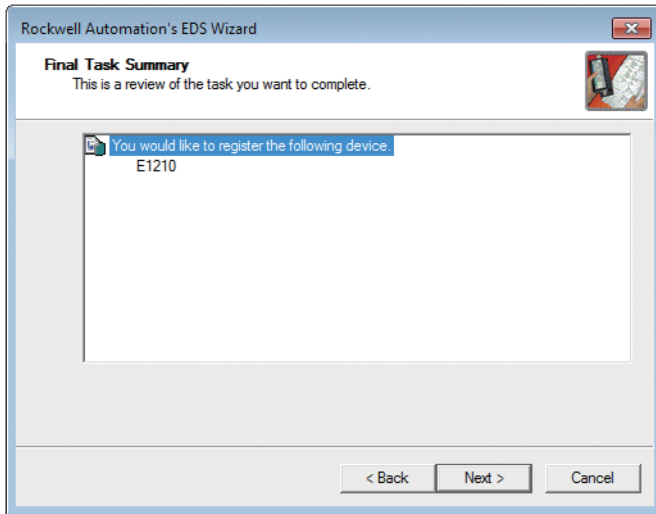 Rockwell Automation's EDS Wizard
Final Task Summary
This is a review of the task you want to complete.
You would like to register the following device.
E1210
< Back
Next >
Cancel